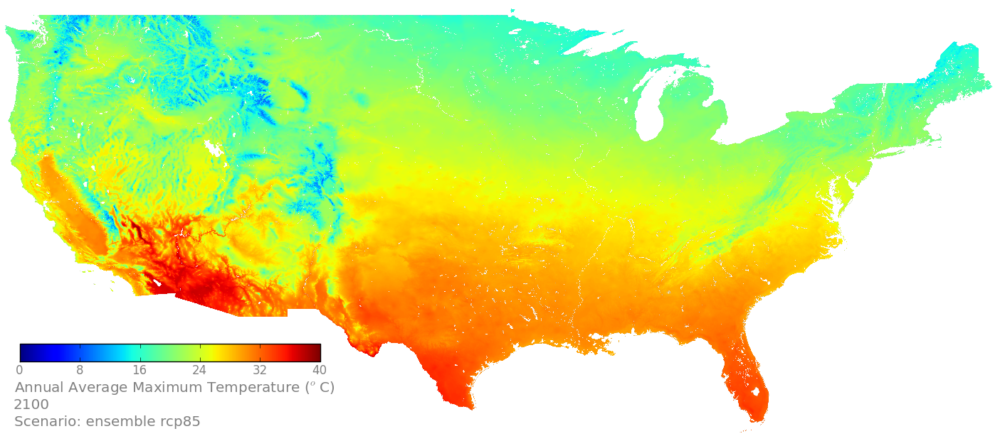 0 8 16 24 32 40
Annual Average Maximum Temperature (° C)
2100
Scenario: ensemble rcp85